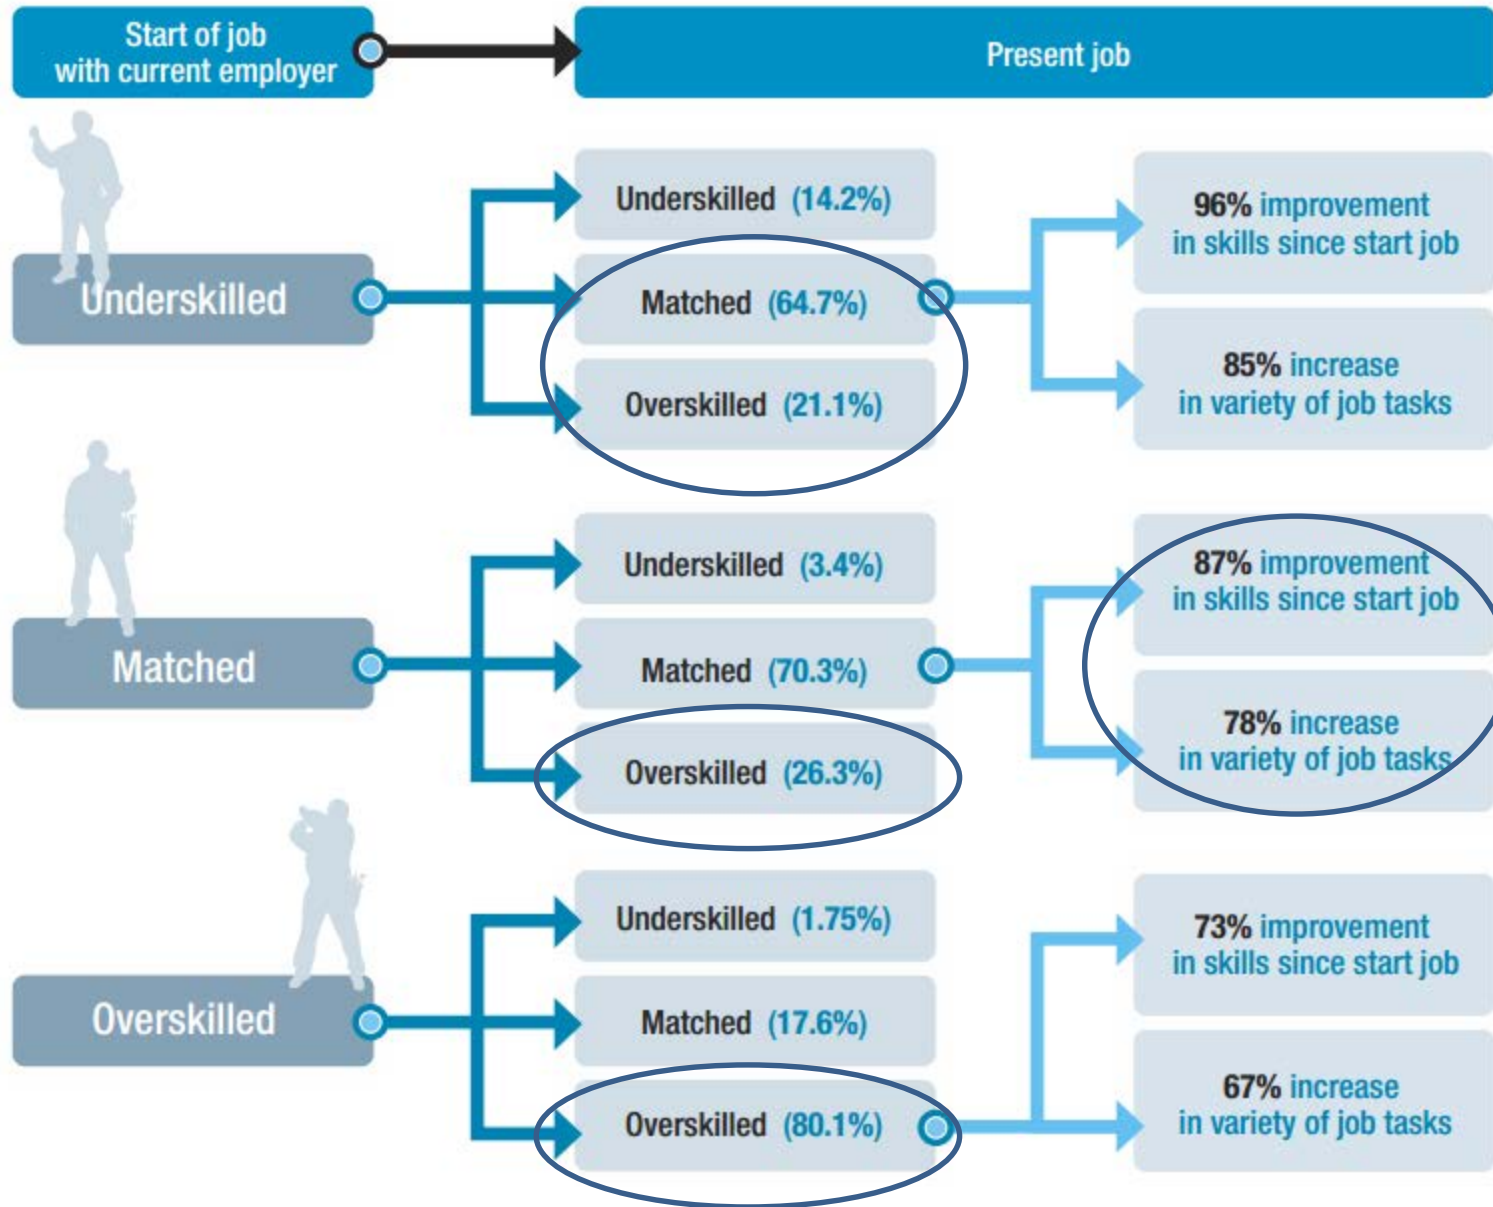 Start of job
with current employer
Present job
Underskilled
Underskilled (14.2%)
Matched (64.7%)
Overskilled (21.1%)
96% improvement
in skills since start job
85% increase
in variety of job tasks
Matched
Underskilled (3.4%)
Matched (70.3%)
Overskilled (26.3%)
87% improvement
in skills since start job
78% increase
in variety of job tasks
Overskilled
Underskilled (1.75%)
Matched (17.6%)
Overskilled (80.1%)
73% improvement
in skills since start job
67% increase
in variety of job tasks